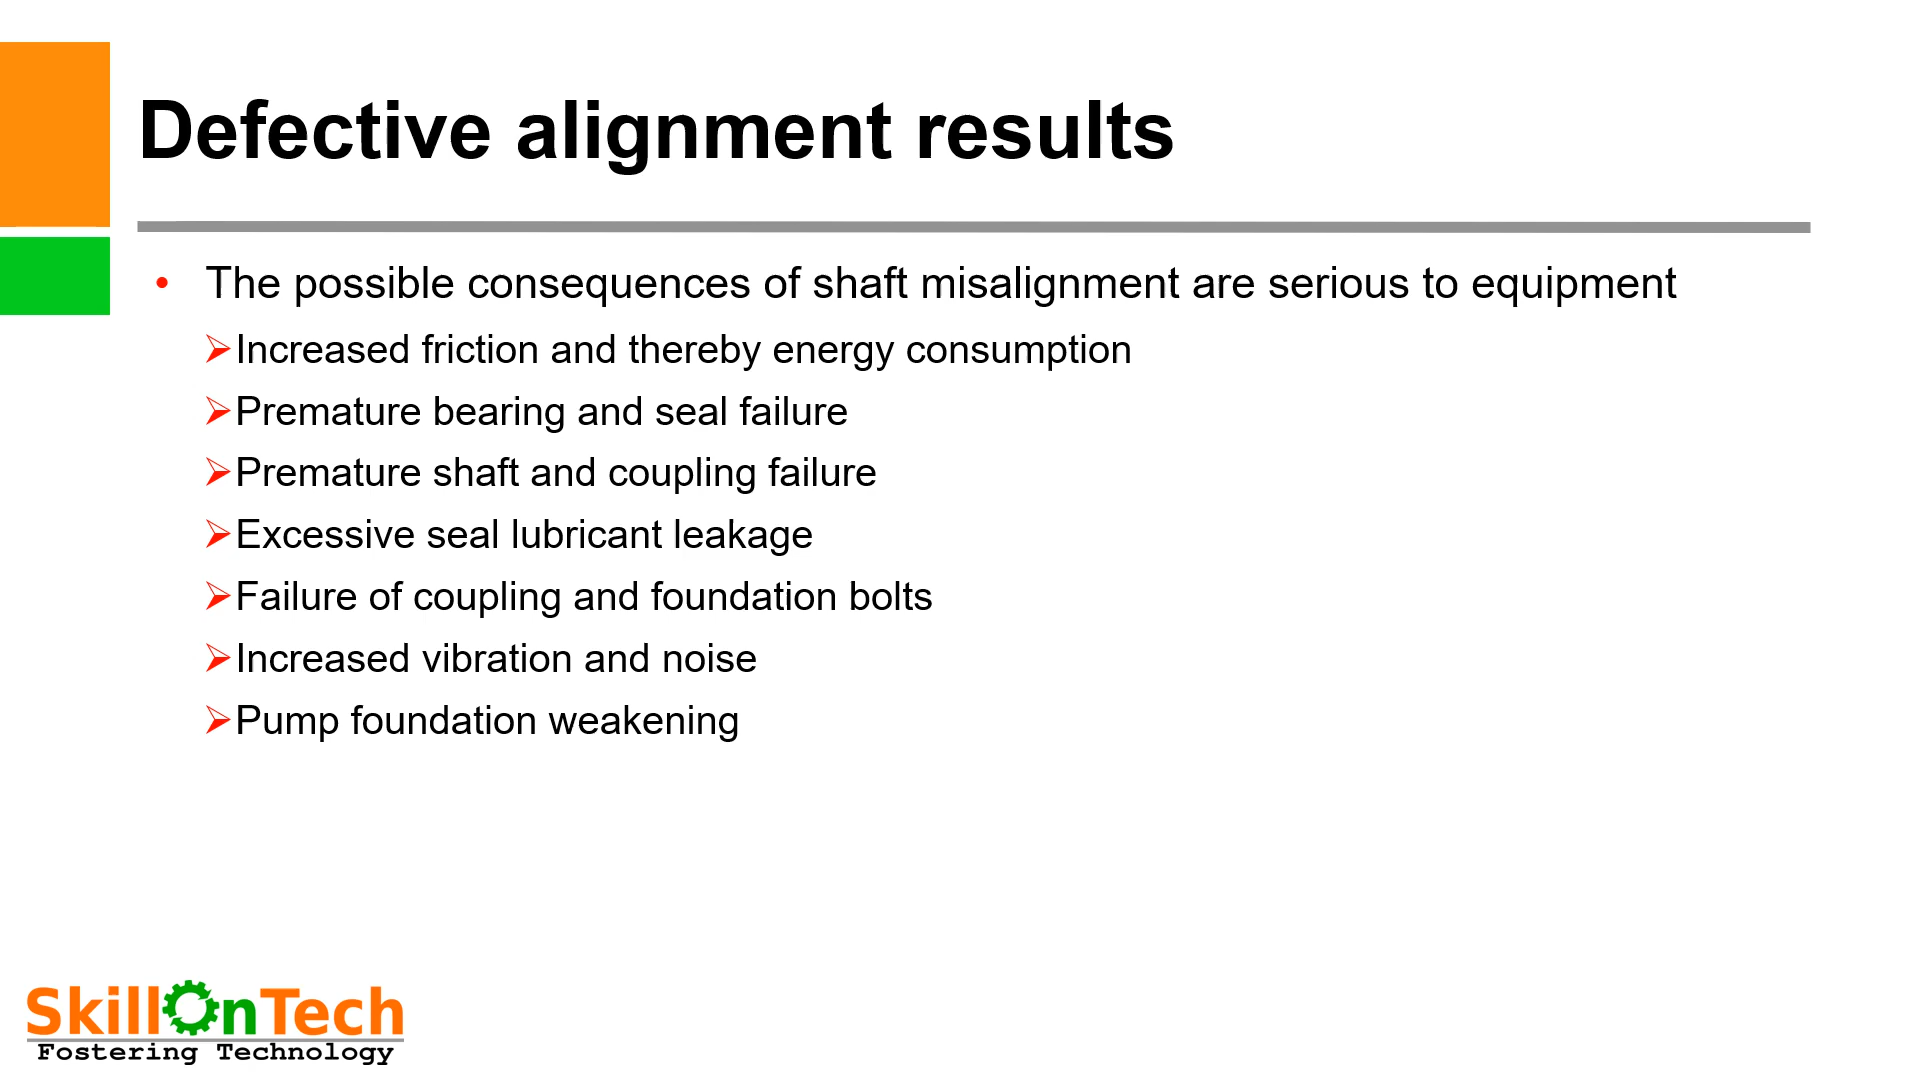 Defective alignment results
• The possible consequences of shaft misalignment are serious to equipment
➢Increased friction and thereby energy consumption
➢Premature bearing and seal failure
➢Premature shaft and coupling failure
➢Excessive seal lubricant leakage
➢Failure of coupling and foundation bolts
➢Increased vibration and noise
➢Pump foundation weakening
SkillOnTech
Fostering Technology